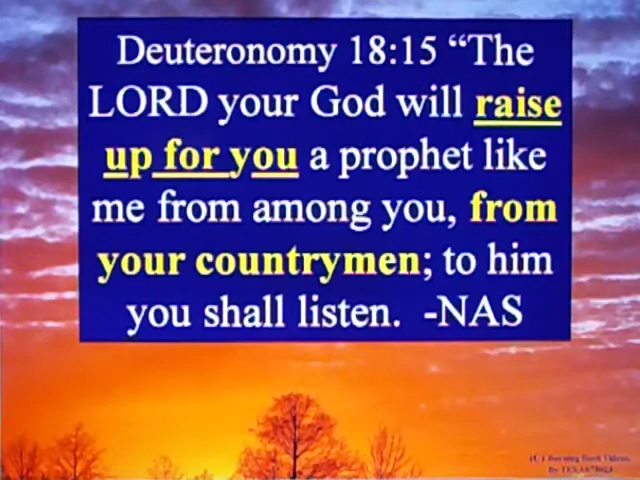 Deuteronomy 18:15 “The
LORD your God will raise
up for you a prophet like
me from among you, from
your countrymen; to him
you shall listen. -NAS